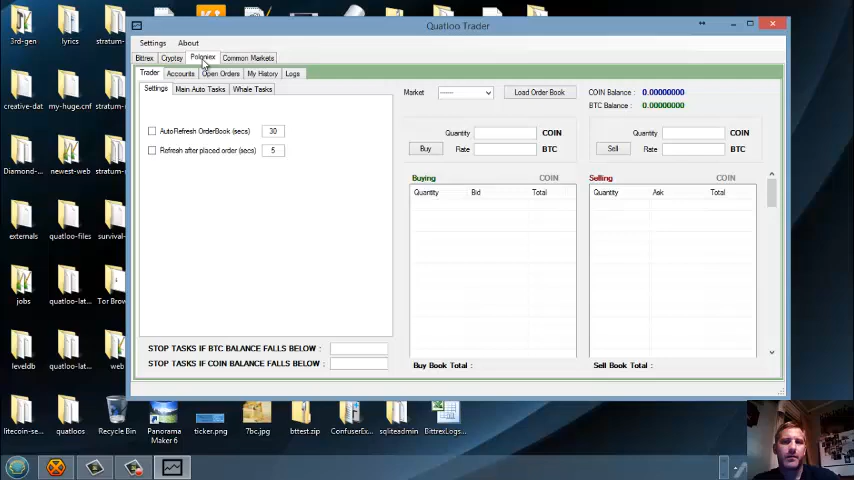 3rd-gen
lyrics
stratum-...
Quatloo Trader
Settings About
Bittrex Cryptsy Poloniex Common Markets
Trader Accounts Open Orders My History Logs
Settings Main Auto Tasks Whale Tasks
Market ----- Load Order Book
COIN Balance : 0.00000000
BTC Balance : 0.00000000
creative-dat
my-huge.cnf
stratum-...
AutoRefresh OrderBook (secs) 30
Refresh after placed order (secs) 5
Quantity COIN
Buy Rate BTC
Quantity COIN
Sell Rate BTC
Diamond-...
newest-web
stratum-...
Buying COIN
Quantity Bid Total
Selling COIN
Quantity Ask Total
externals
quatloo-files
survival-...
jobs
quatloo-lat...
Tor Brow...
leveldb
quatloo-lat...
web
STOP TASKS IF BTC BALANCE FALLS BELOW :
STOP TASKS IF COIN BALANCE FALLS BELOW :
Buy Book Total :
Sell Book Total :
litecoin-se...
quatloos
Recycle Bin
Panorama Maker 6
ticker.png
7bc.jpg
bttest.zip
ConfuserEx...
sqliteadmin
BittrexLogs...